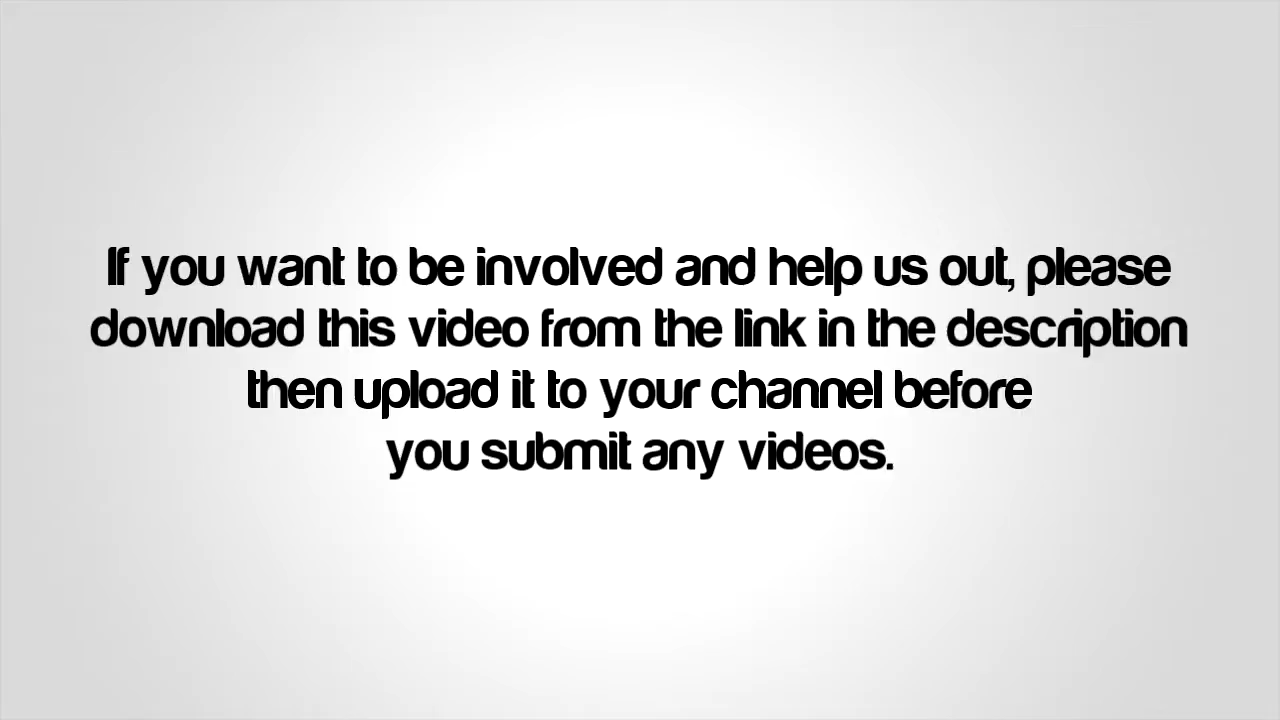 If you want to be involved and help us out, please
download this video from the link in the description
then upload it to your channel before
you submit any videos.